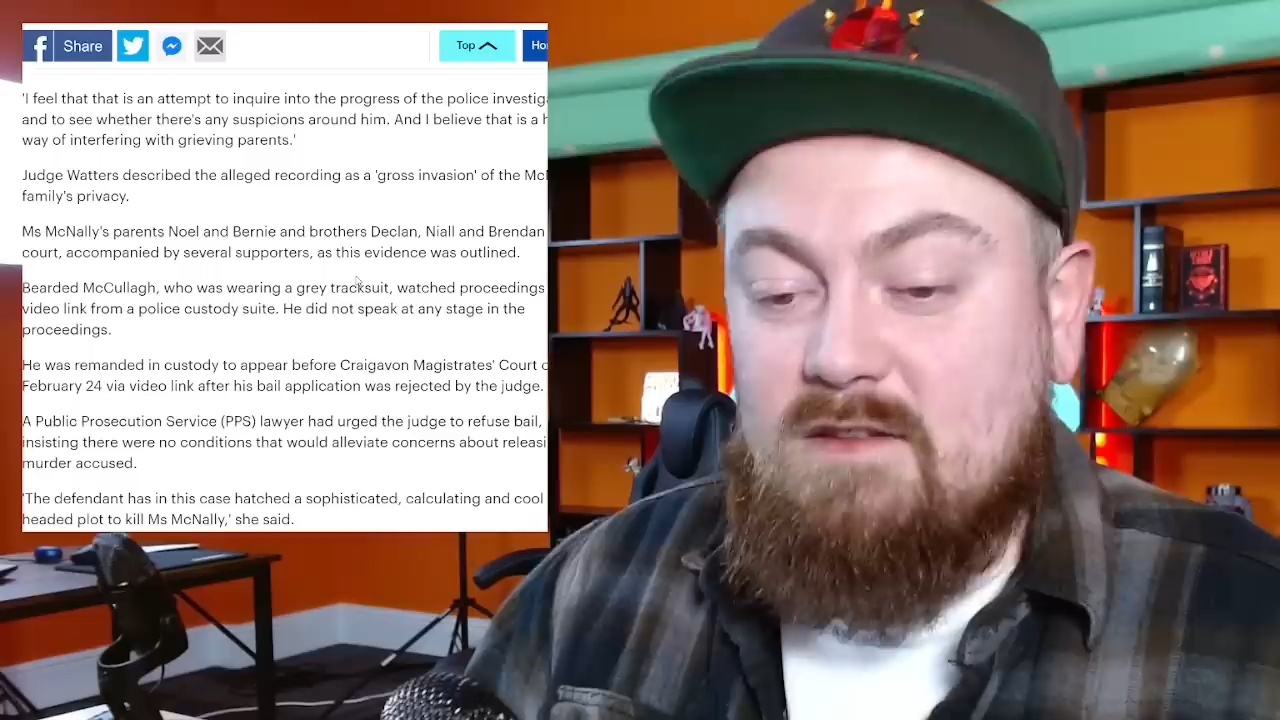 Share
Top
'I feel that that is an attempt to inquire into the progress of the police
and to see whether there's any suspicions around him. And I believe that is a
way of interfering with grieving parents.'
Judge Watters described the alleged recording as a 'gross invasion' of the
family's privacy.
Ms McNally's parents Noel and Bernie and brothers Declan, Niall and Brendan
court, accompanied by several supporters, as this evidence was outlined.
Bearded McCullagh, who was wearing a grey tracksuit, watched proceedings
video link from a police custody suite. He did not speak at any stage in the
proceedings.
He was remanded in custody to appear before Craigavon Magistrates' Court
February 24 via video link after his bail application was rejected by the judge.
A Public Prosecution Service (PPS) lawyer had urged the judge to refuse bail,
insisting there were no conditions that would alleviate concerns about
murder accused.
'The defendant has in this case hatched a sophisticated, calculating and cool
headed plot to kill Ms McNally,' she said.